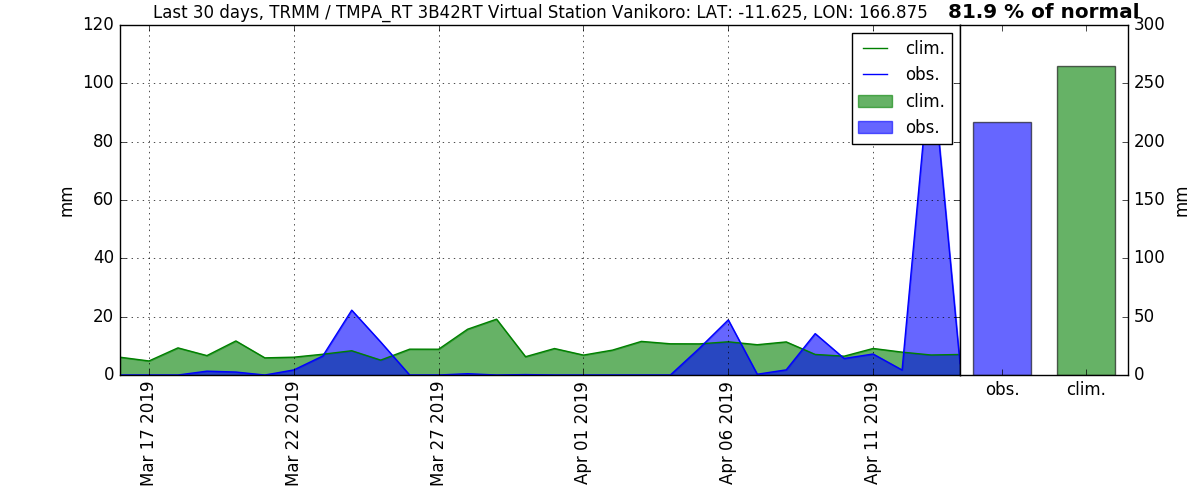 Last 30 days, TRMM / TMPA_RT 3B42RT Virtual Station Vanikoro: LAT: -11.625, LON: 166.875
81.9 % of normal
120
100
80
60
40
20
0
mm
clim.
obs.
clim.
obs.
Mar 17 2019
Mar 22 2019
Mar 27 2019
Apr 01 2019
Apr 06 2019
Apr 11 2019
300
250
200
150
100
50
0
mm
obs.
clim.